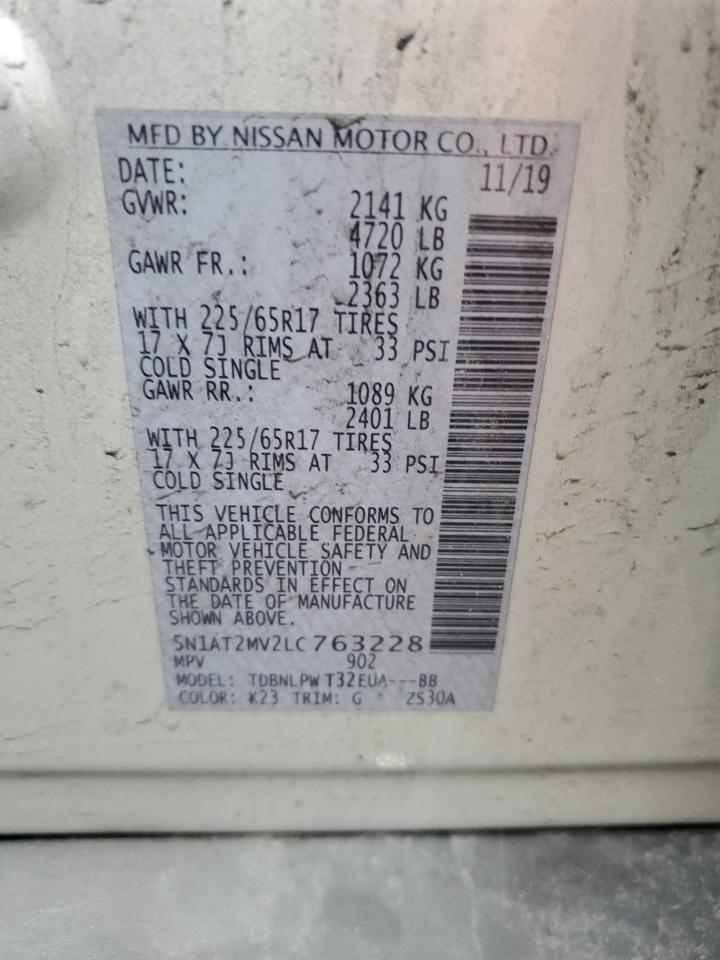 MFD BY NISSAN MOTOR CO., LTD.
DATE: 11/19
GVWR: 2141 KG
4720 LB
GAWR FR.: 1072 KG
2363 LB
WITH 225/65R17 TIRES
17 X 7J RIMS AT 33 PSI
COLD SINGLE
GAWR RR.: 1089 KG
2401 LB
WITH 225/65R17 TIRES
17 X 7J RIMS AT 33 PSI
COLD SINGLE
THIS VEHICLE CONFORMS TO
ALL APPLICABLE FEDERAL
MOTOR VEHICLE SAFETY AND
THEFT PREVENTION
STANDARDS IN EFFECT ON
THE DATE OF MANUFACTURE
SHOWN ABOVE.
5N1AT2MV2LC763228
MPV 902
MODEL: TDBNLPW T32EUA---BB
COLOR: K23 TRIM: G ZS30A